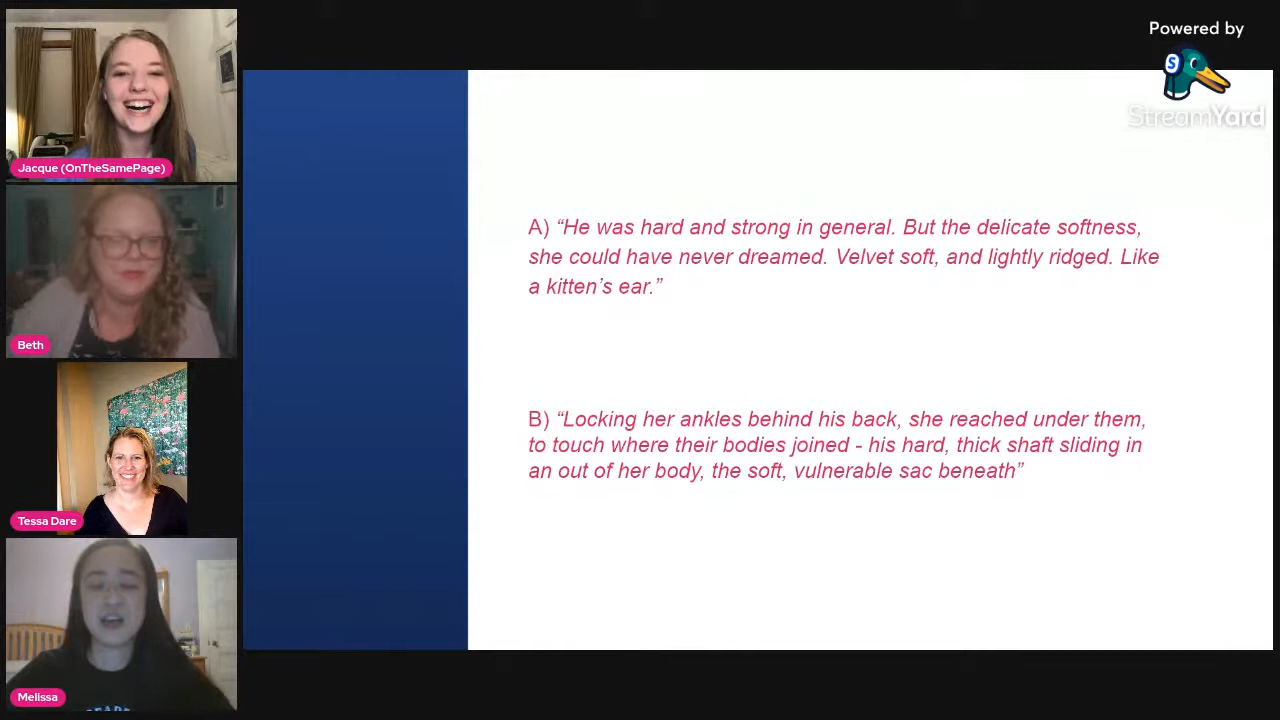 Powered by
StreamYard
Jacque (OnTheSamePage)
Beth
Tessa Dare
Melissa
A) “He was hard and strong in general. But the delicate softness,
she could have never dreamed. Velvet soft, and lightly ridged. Like
a kitten’s ear.”
B) “Locking her ankles behind his back, she reached under them,
to touch where their bodies joined - his hard, thick shaft sliding in
an out of her body, the soft, vulnerable sac beneath”